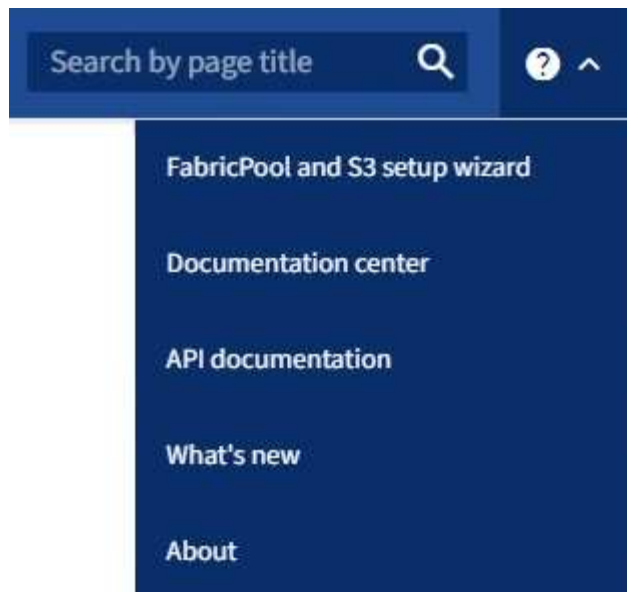 Search by page title
FabricPool and S3 setup wizard
Documentation center
API documentation
What's new
About